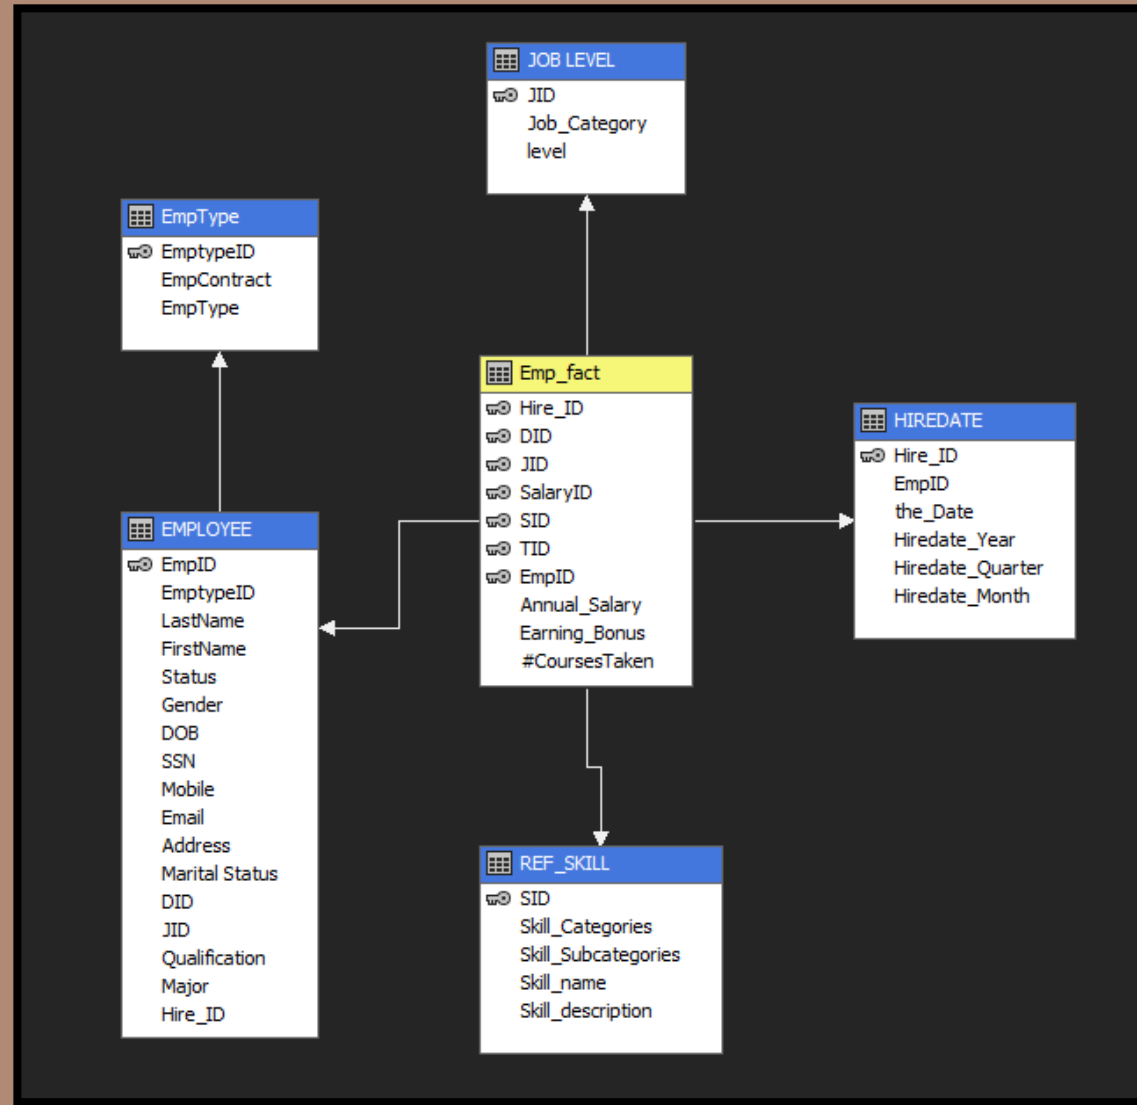 JOB LEVEL
JID
Job_Category
level
EmpType
EmptypeID
EmpContract
EmpType
Emp_fact
Hire_ID
DID
JID
SalaryID
SID
TID
EmpID
Annual_Salary
Earning_Bonus
#CoursesTaken
HIREDATE
Hire_ID
EmpID
the_Date
Hiredate_Year
Hiredate_Quarter
Hiredate_Month
EMPLOYEE
EmpID
EmptypeID
LastName
FirstName
Status
Gender
DOB
SSN
Mobile
Email
Address
Marital Status
DID
JID
Qualification
Major
Hire_ID
REF_SKILL
SID
Skill_Categories
Skill_Subcategories
Skill_name
Skill_description